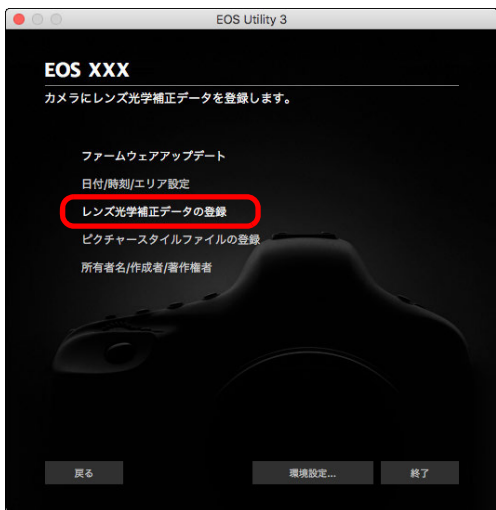 EOS Utility 3
EOS XXX
カメラにレンズ光学補正データを登録します。
ファームウェアアップデート
日付/時刻/エリア設定
レンズ光学補正データの登録
ピクチャースタイルファイルの登録
所有者名/作成者/著作権者
戻る
環境設定...
終了